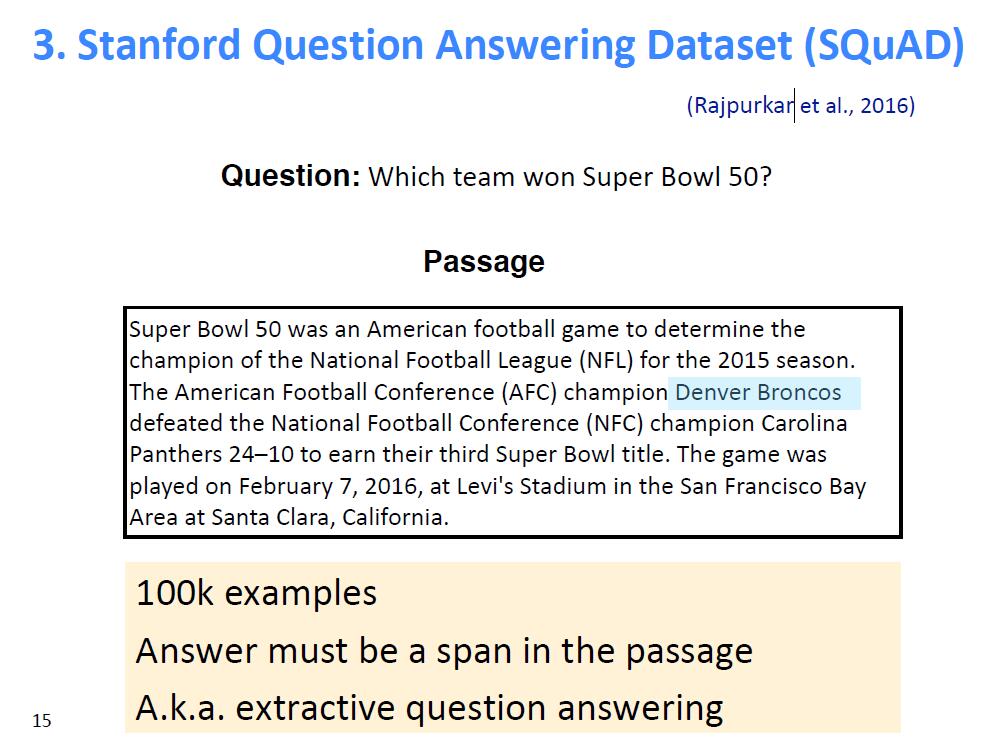 3. Stanford Question Answering Dataset (SQuAD)
(Rajpurkar et al., 2016)
Question: Which team won Super Bowl 50?
Passage
Super Bowl 50 was an American football game to determine the
champion of the National Football League (NFL) for the 2015 season.
The American Football Conference (AFC) champion Denver Broncos
defeated the National Football Conference (NFC) champion Carolina
Panthers 24–10 to earn their third Super Bowl title. The game was
played on February 7, 2016, at Levi's Stadium in the San Francisco Bay
Area at Santa Clara, California.
100k examples
Answer must be a span in the passage
A.k.a. extractive question answering
15